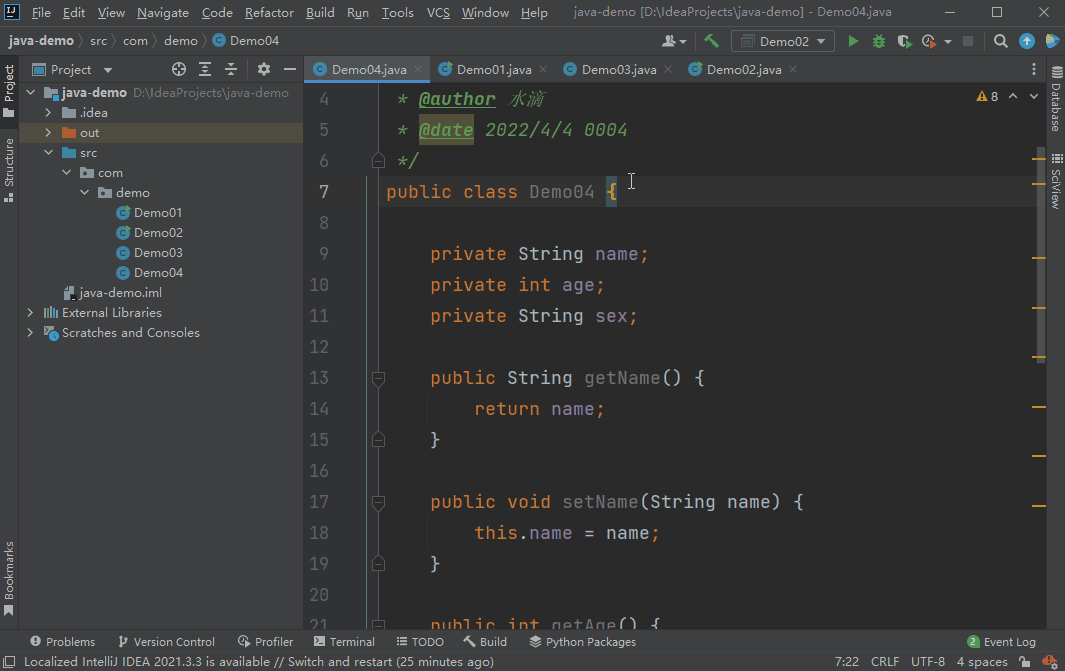 File Edit View Navigate Code Refactor Build Run Tools VCS Window Help java-demo [D:\IdeaProjects\java-demo] - Demo04.java
java-demo src com demo Demo04 Demo02
Project
Demo04.java Demo01.java Demo03.java Demo02.java
Project
Structure
Bookmarks
java-demo D:\IdeaProjects\java-demo
.idea
out
src
com
demo
Demo01
Demo02
Demo03
Demo04
java-demo.iml
External Libraries
Scratches and Consoles
8
4 * @author 水滴
5 * @date 2022/4/4 0004
6 */
7 public class Demo04 {
8
9 private String name;
10 private int age;
11 private String sex;
12
13 public String getName() {
14 return name;
15 }
16
17 public void setName(String name) {
18 this.name = name;
19 }
20
21 public int getAge() {
Database
SciView
Problems Version Control Profiler Terminal TODO Build Python Packages 2 Event Log
Localized IntelliJ IDEA 2021.3.3 is available // Switch and restart (25 minutes ago) 7:22 CRLF UTF-8 4 spaces